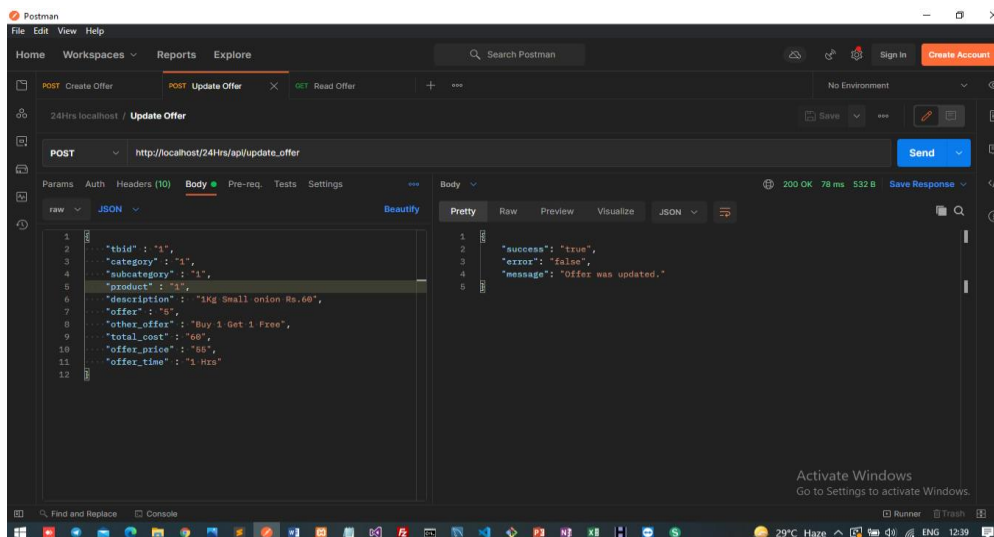 Postman
File Edit View Help
Home Workspaces Reports Explore Search Postman Sign In Create Account
POST Create Offer POST Update Offer GET Read Offer No Environment
24Hrs localhost / Update Offer Save
POST http://localhost/24Hrs/api/update_offer Send
Params Auth Headers (10) Body Pre-req. Tests Settings Body 200 OK 78 ms 532 B Save Response
raw JSON Beautify Pretty Raw Preview Visualize JSON
1 {
2 "tbid" : "1",
3 "category" : "1",
4 "subcategory" : "1",
5 "product" : "1",
6 "description" : "1Kg Small onion Rs.60",
7 "offer" : "5",
8 "other_offer" : "Buy 1 Get 1 Free",
9 "total_cost" : "60",
10 "offer_price" : "55",
11 "offer_time" : "1 Hrs"
12 }
1 {
2 "success": "true",
3 "error": "false",
4 "message": "Offer was updated."
5 }
Activate Windows
Go to Settings to activate Windows.
Find and Replace Console Runner Trash
29°C Haze ENG 12:39